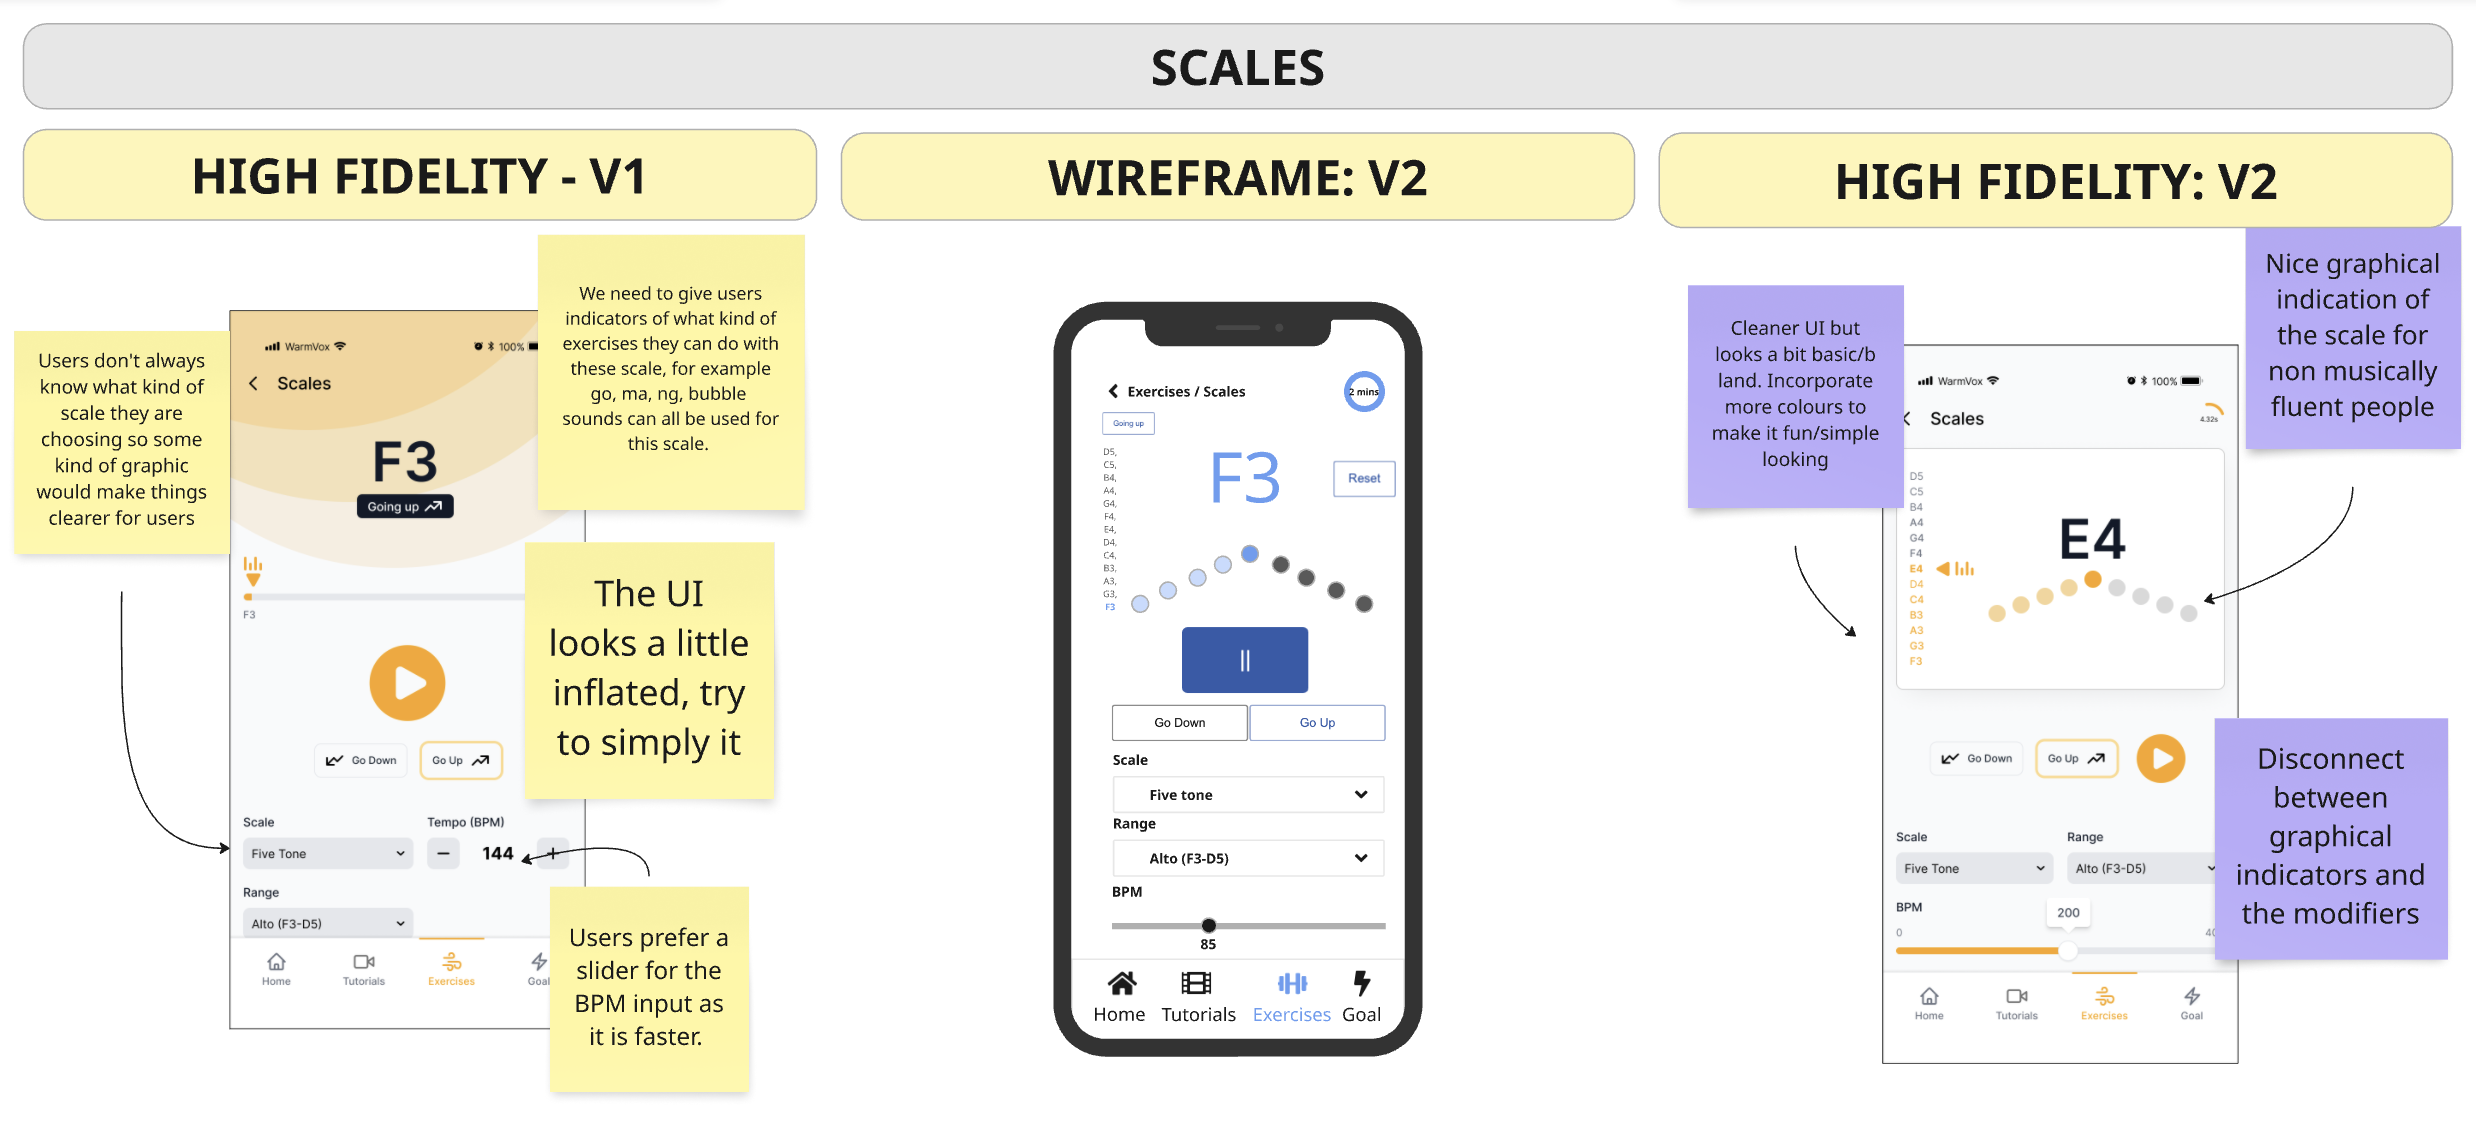 SCALES
HIGH FIDELITY - V1
Users don't always
know what kind of
scale they are
choosing so some
kind of graphic
would make things
clearer for users
We need to give users
indicators of what kind of
exercises they can do with
these scale, for example
go, ma, ng, bubble
sounds can all be used for
this scale.
The UI
looks a little
inflated, try
to simply it
Users prefer a
slider for the
BPM input as
it is faster.
WarmVox
100%
Scales
F3
Going up
F3
Go Down
Go Up
Scale
Tempo (BPM)
Five Tone
144
Range
Alto (F3-D5)
Home
Tutorials
Exercises
Goal
WIREFRAME: V2
Exercises / Scales
2 mins
Going up
D5,
C5,
B4,
A4,
G4,
F4,
E4,
D4,
C4,
B3,
A3,
G3,
F3
F3
Reset
Go Down
Go Up
Scale
Five tone
Range
Alto (F3-D5)
BPM
85
Home
Tutorials
Exercises
Goal
HIGH FIDELITY: V2
Cleaner UI but
looks a bit basic/b
land. Incorporate
more colours to
make it fun/simple
looking
Nice graphical
indication of
the scale for
non musically
fluent people
Disconnect
between
graphical
indicators and
the modifiers
WarmVox
100%
Scales
4.32s
D5
C5
B4
A4
G4
F4
E4
D4
C4
B3
A3
G3
F3
E4
Go Down
Go Up
Scale
Range
Five Tone
Alto (F3-D5)
BPM
200
0
Home
Tutorials
Exercises
Goal